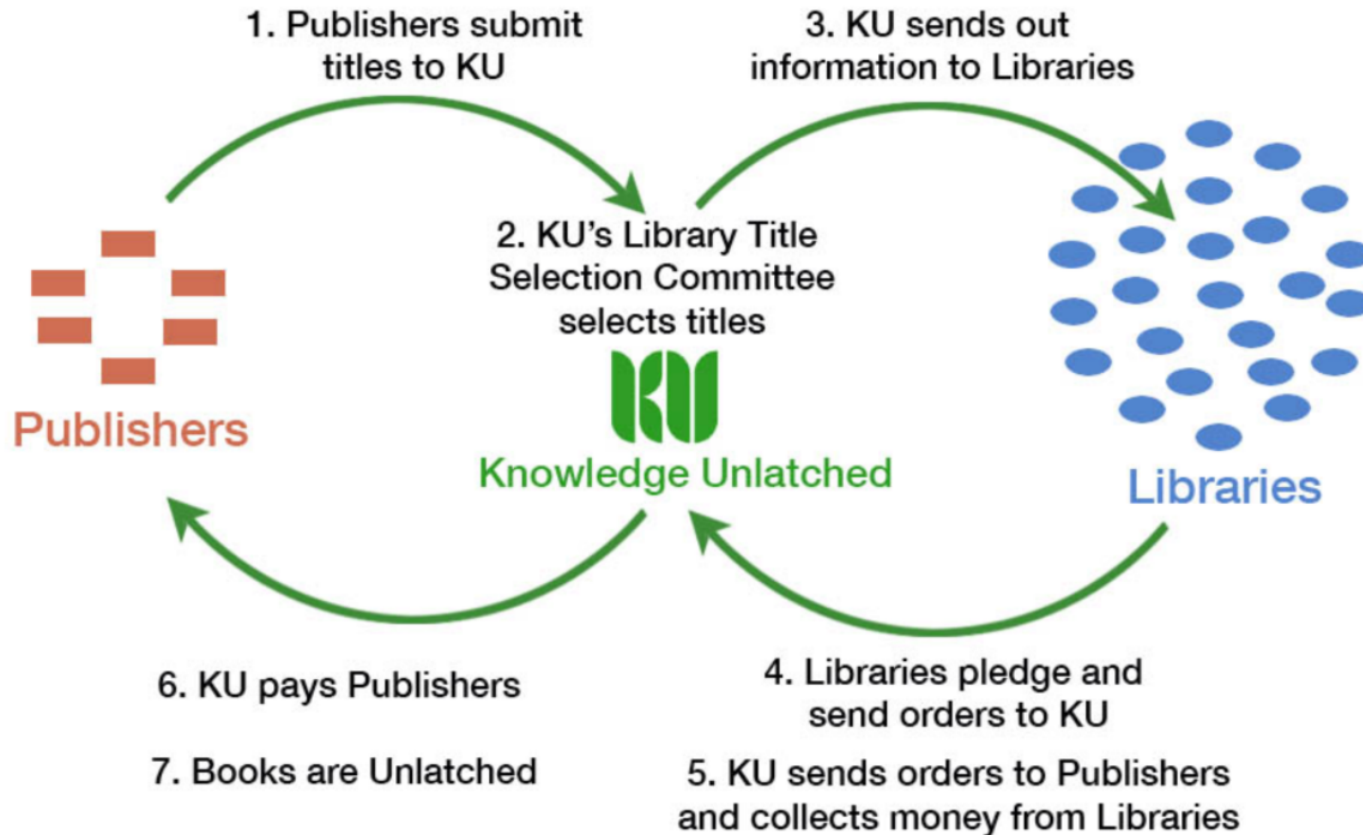 1. Publishers submit
titles to KU
3. KU sends out
information to Libraries
2. KU's Library Title
Selection Committee
selects titles
KU
Knowledge Unlatched
Publishers
Libraries
6. KU pays Publishers
7. Books are Unlatched
4. Libraries pledge and
send orders to KU
5. KU sends orders to Publishers
and collects money from Libraries